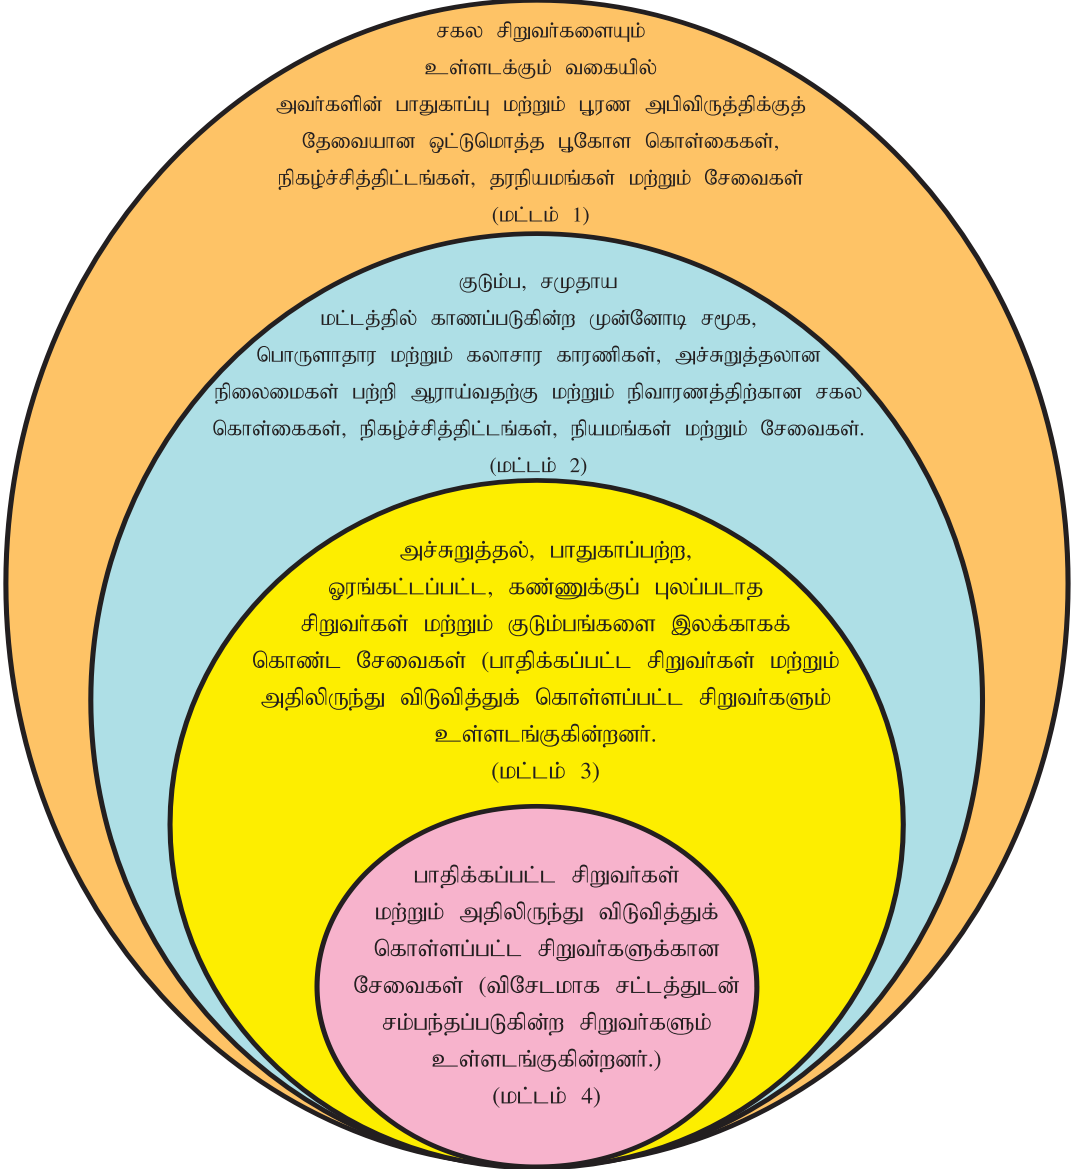 சகல சிறுவர்களையும்
உள்ளடக்கும் வகையில்
அவர்களின் பாதுகாப்பு மற்றும் பூரண அபிவிருத்திக்குத்
தேவையான ஒட்டுமொத்த பூகோள கொள்கைகள்,
நிகழ்ச்சித்திட்டங்கள், தரநியமங்கள் மற்றும் சேவைகள்
(மட்டம் 1)
குடும்ப, சமுதாய
மட்டத்தில் காணப்படுகின்ற முன்னோடி சமூக,
பொருளாதார மற்றும் கலாசார காரணிகள், அச்சுறுத்தலான
நிலைமைகள் பற்றி ஆராய்வதற்கு மற்றும் நிவாரணத்திற்கான சகல
கொள்கைகள், நிகழ்ச்சித்திட்டங்கள், நியமங்கள் மற்றும் சேவைகள்.
(மட்டம் 2)
அச்சுறுத்தல், பாதுகாப்பற்ற,
ஓரங்கட்டப்பட்ட, கண்ணுக்குப் புலப்படாத
சிறுவர்கள் மற்றும் குடும்பங்களை இலக்காகக்
கொண்ட சேவைகள் (பாதிக்கப்பட்ட சிறுவர்கள் மற்றும்
அதிலிருந்து விடுவித்துக் கொள்ளப்பட்ட சிறுவர்களும்
உள்ளடங்குகின்றனர்.
(மட்டம் 3)
பாதிக்கப்பட்ட சிறுவர்கள்
மற்றும் அதிலிருந்து விடுவித்துக்
கொள்ளப்பட்ட சிறுவர்களுக்கான
சேவைகள் (விசேடமாக சட்டத்துடன்
சம்பந்தப்படுகின்ற சிறுவர்களும்
உள்ளடங்குகின்றனர்.)
(மட்டம் 4)